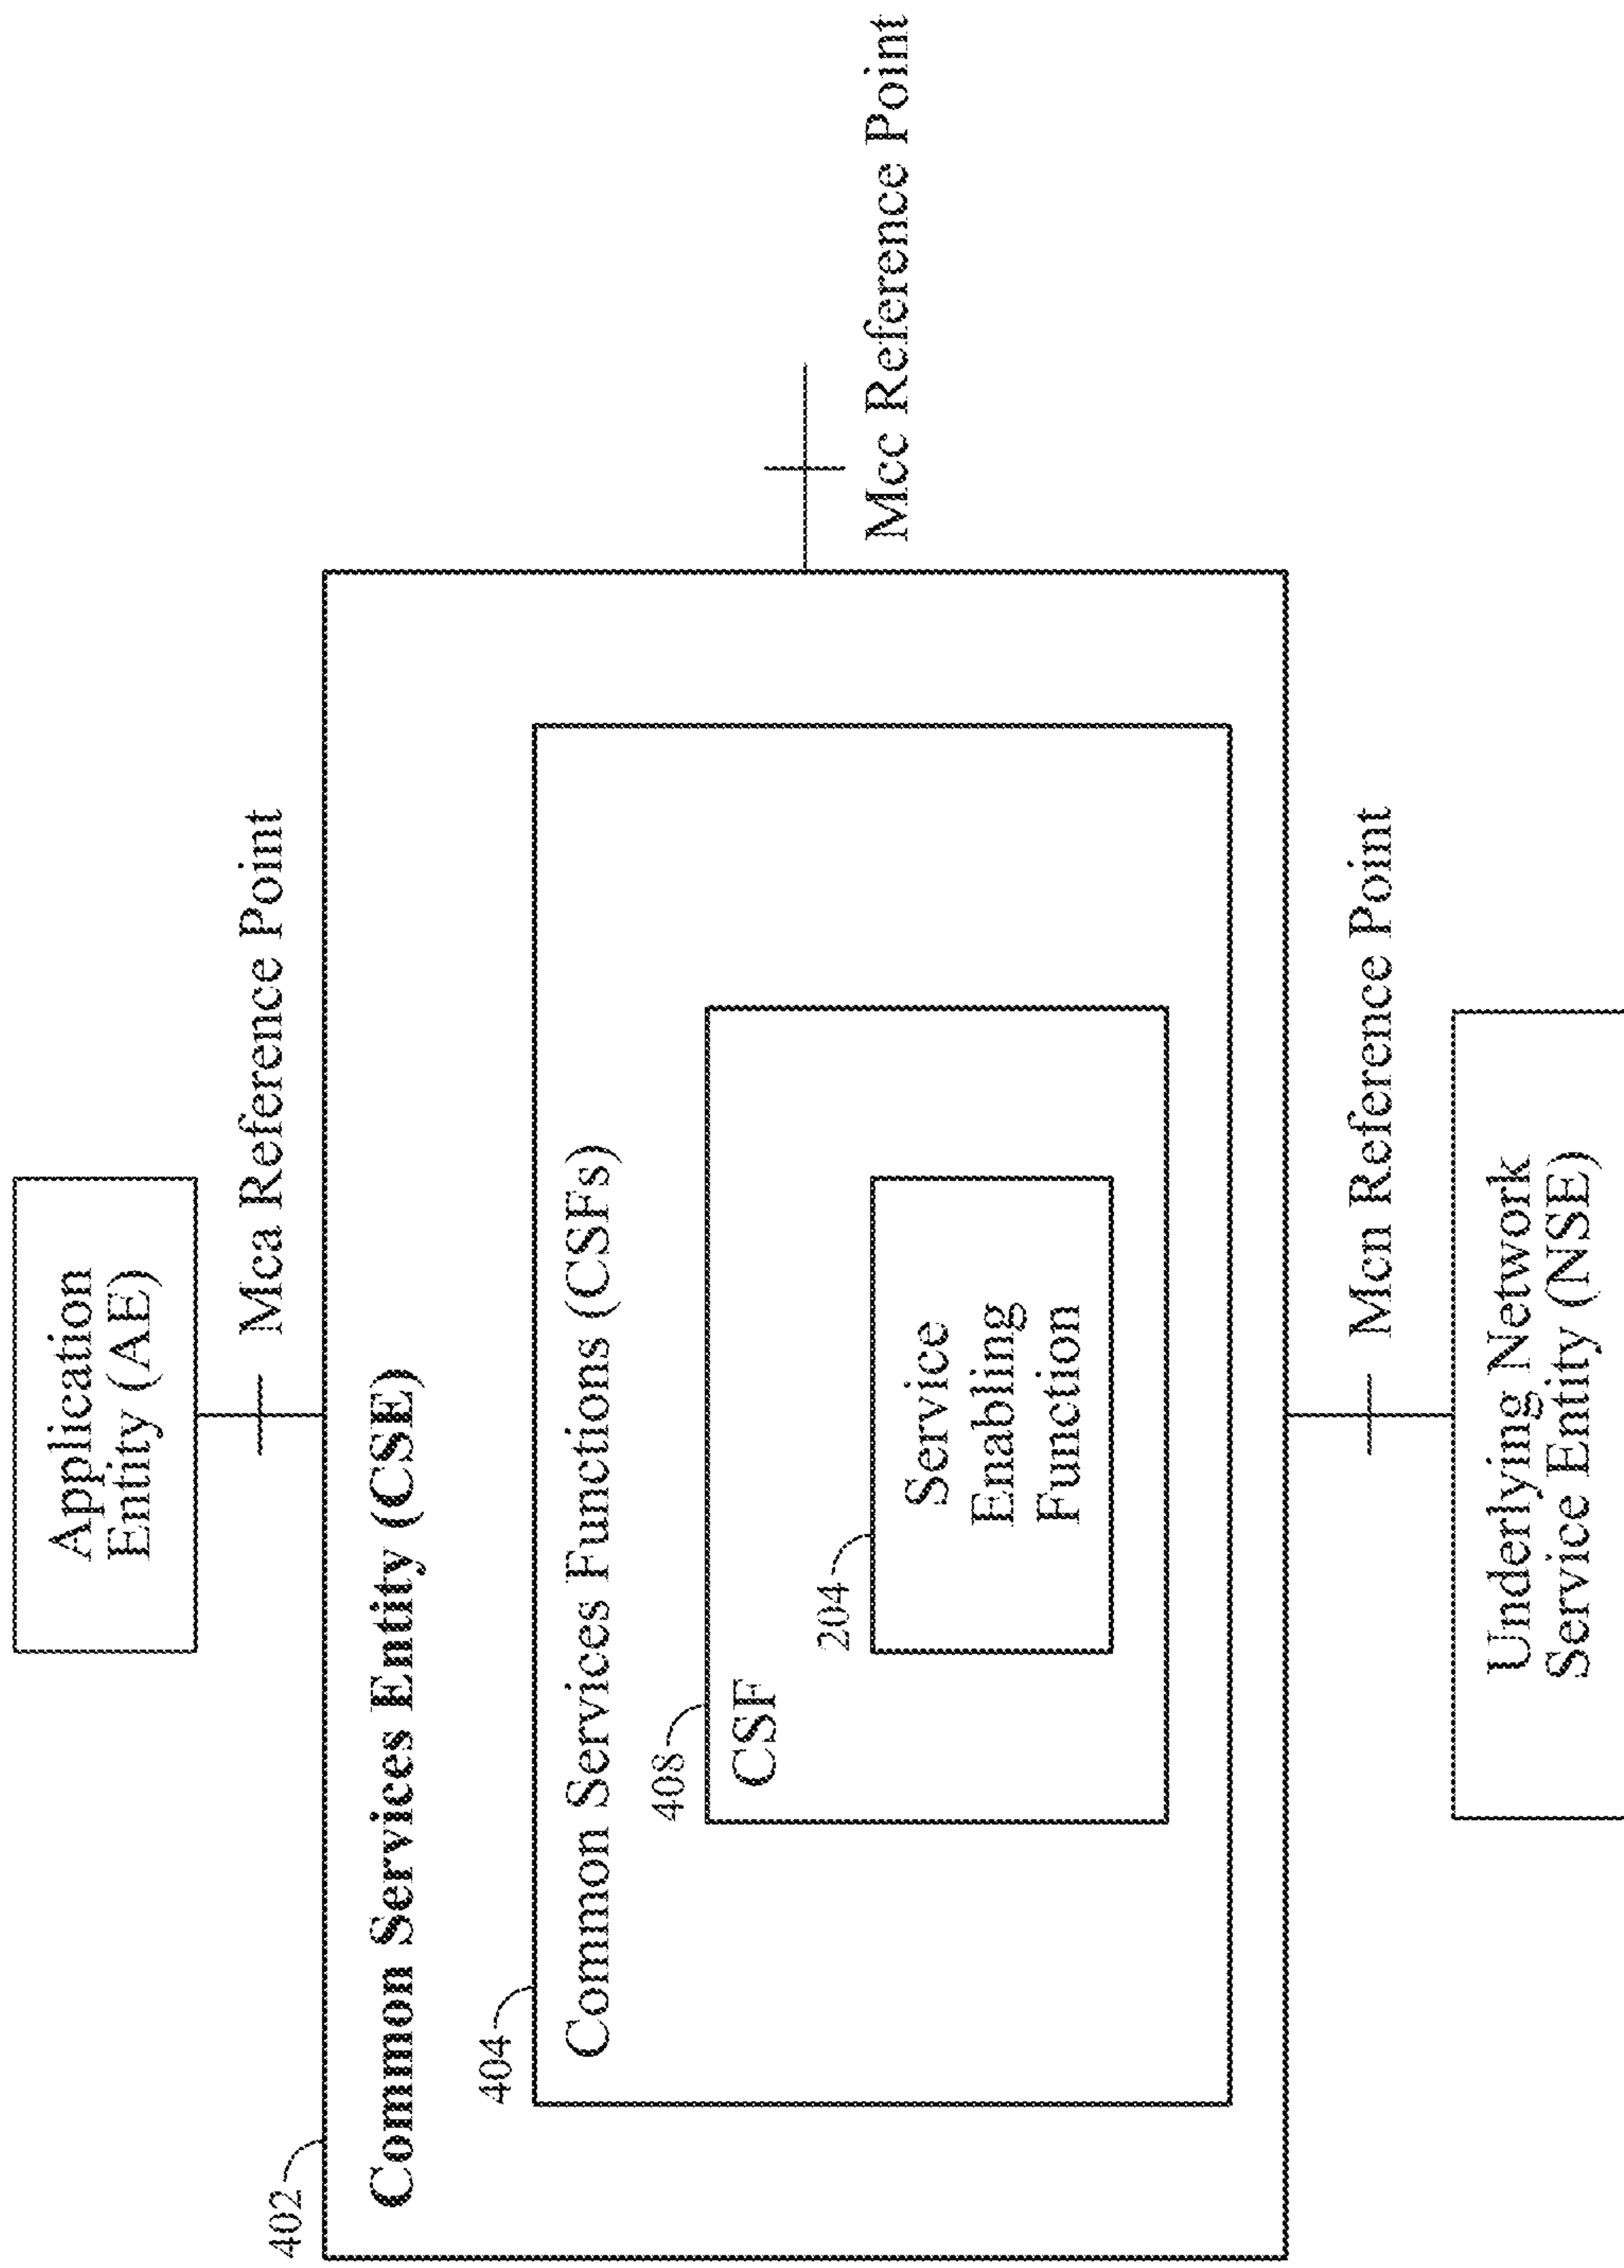 Application
Entity (AE)
Mca Reference Point
402
Common Services Entity (CSE)
404
Common Services Functions (CSFs)
408
CSF
204
Service
Enabling
Function
Mcc Reference Point
Mcn Reference Point
Underlying Network
Service Entity (NSE)